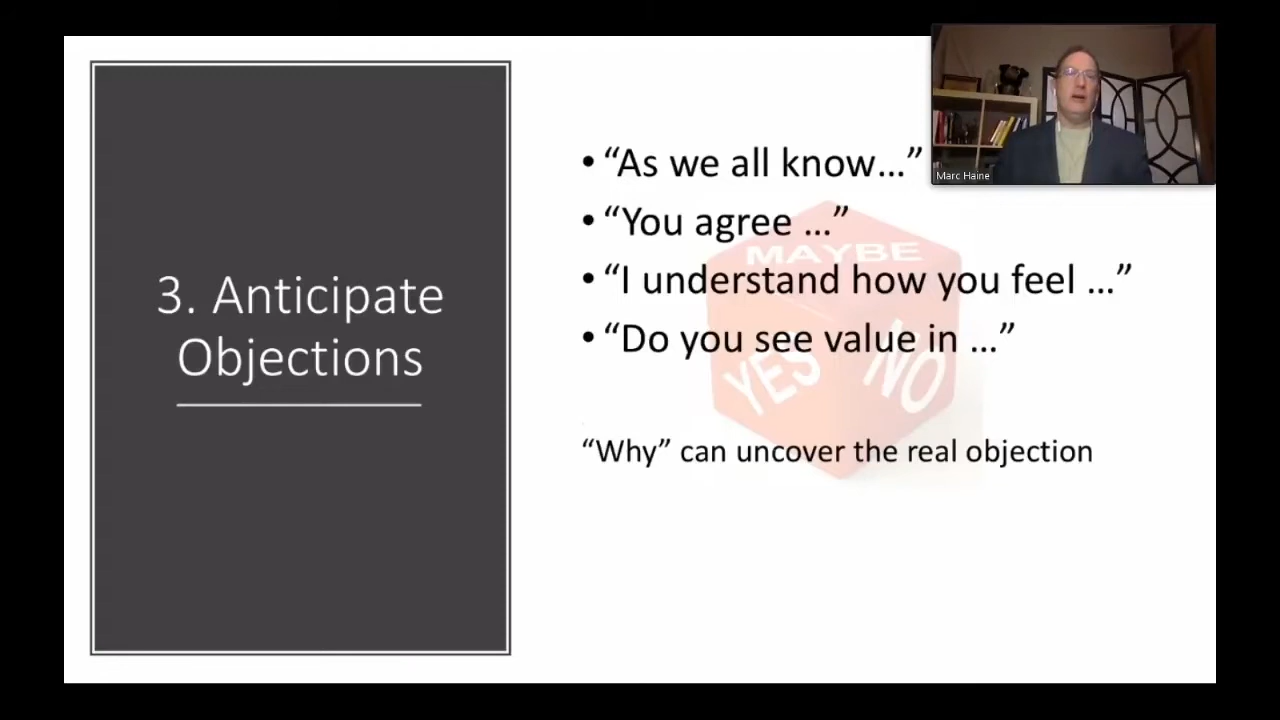 3. Anticipate
Objections
• “As we all know…”
• “You agree …”
• “I understand how you feel …”
• “Do you see value in …”
“Why” can uncover the real objection
MAYBE
YES
NO
Marc Haine